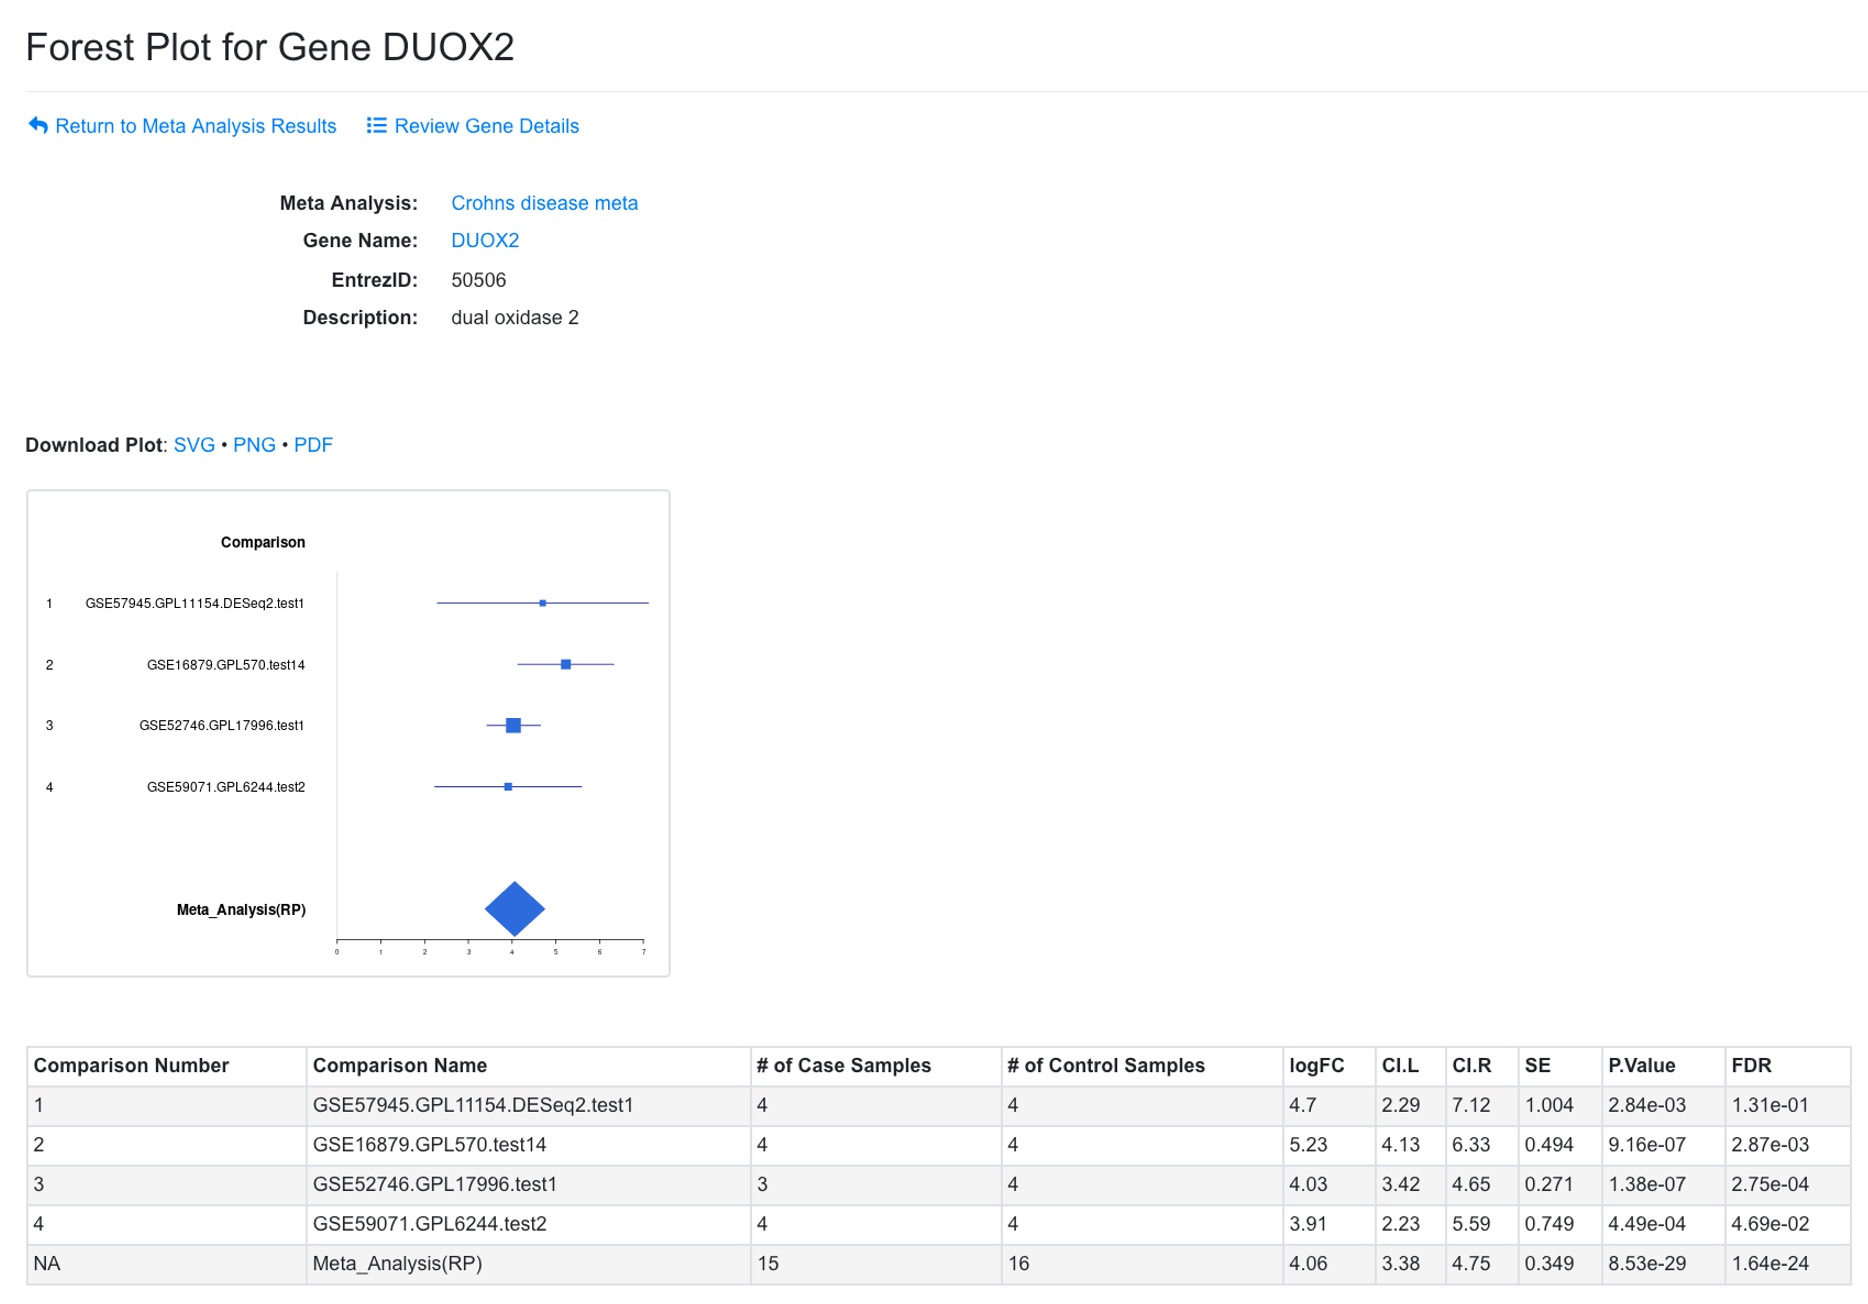 Forest Plot for Gene DUOX2
Return to Meta Analysis Results Review Gene Details
Meta Analysis: Crohns disease meta
Gene Name: DUOX2
EntrezID: 50506
Description: dual oxidase 2
Download Plot: SVG • PNG • PDF
Comparison
1 GSE57945.GPL11154.DESeq2.test1
2 GSE16879.GPL570.test14
3 GSE52746.GPL17996.test1
4 GSE59071.GPL6244.test2
Meta_Analysis(RP)
0 1 2 3 4 5 6 7
Comparison Number Comparison Name # of Case Samples # of Control Samples logFC CI.L CI.R SE P.Value FDR
1 GSE57945.GPL11154.DESeq2.test1 4 4 4.7 2.29 7.12 1.004 2.84e-03 1.31e-01
2 GSE16879.GPL570.test14 4 4 5.23 4.13 6.33 0.494 9.16e-07 2.87e-03
3 GSE52746.GPL17996.test1 3 4 4.03 3.42 4.65 0.271 1.38e-07 2.75e-04
4 GSE59071.GPL6244.test2 4 4 3.91 2.23 5.59 0.749 4.49e-04 4.69e-02
NA Meta_Analysis(RP) 15 16 4.06 3.38 4.75 0.349 8.53e-29 1.64e-24